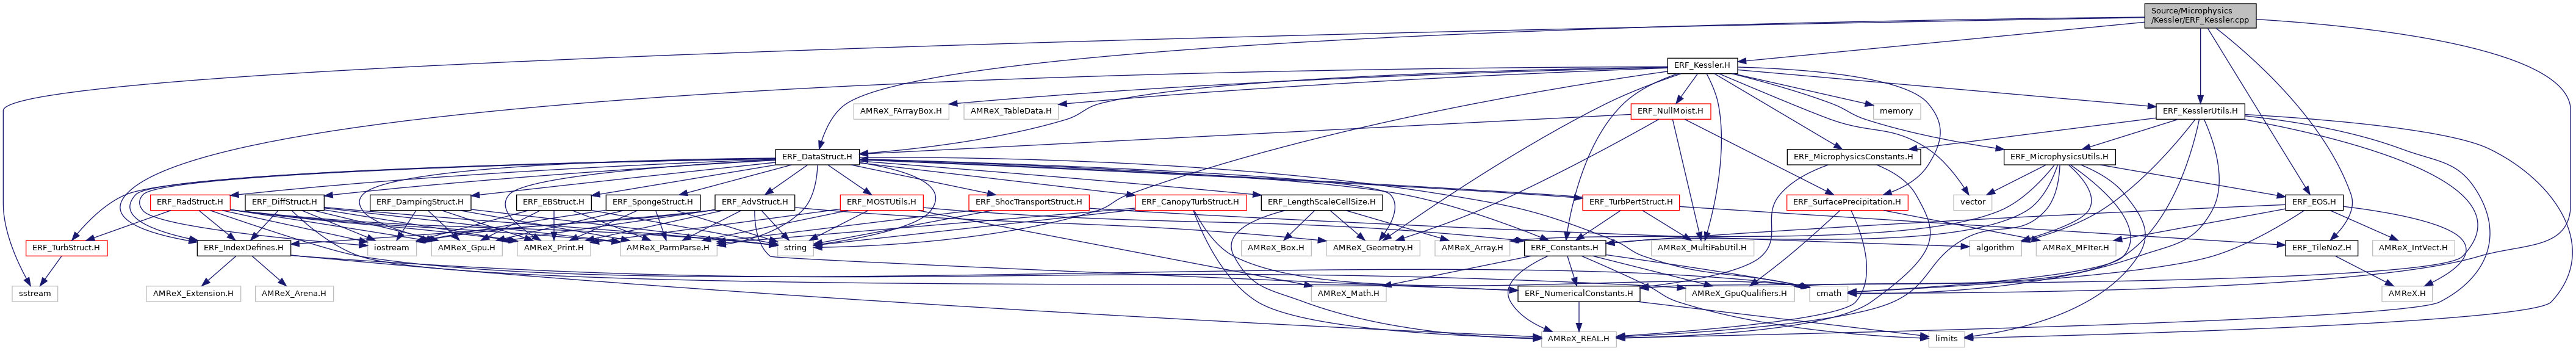 Source/Microphysics
/Kessler/ERF_Kessler.cpp
ERF_Kessler.H
AMReX_FArrayBox.H
AMReX_TableData.H
ERF_NullMoist.H
memory
ERF_KesslerUtils.H
ERF_DataStruct.H
ERF_MicrophysicsConstants.H
ERF_MicrophysicsUtils.H
ERF_RadStruct.H
ERF_DiffStruct.H
ERF_DampingStruct.H
ERF_EBStruct.H
ERF_SpongeStruct.H
ERF_AdvStruct.H
ERF_MOSTUtils.H
ERF_ShocTransportStruct.H
ERF_CanopyTurbStruct.H
ERF_LengthScaleCellSize.H
ERF_TurbPertStruct.H
ERF_SurfacePrecipitation.H
vector
ERF_EOS.H
ERF_TurbStruct.H
ERF_IndexDefines.H
iostream
AMReX_Gpu.H
AMReX_Print.H
AMReX_ParmParse.H
string
AMReX_Box.H
AMReX_Geometry.H
AMReX_Array.H
ERF_Constants.H
AMReX_MultiFabUtil.H
algorithm
AMReX_MFIter.H
ERF_TileNoZ.H
AMReX_IntVect.H
sstream
AMReX_Extension.H
AMReX_Arena.H
AMReX_Math.H
ERF_NumericalConstants.H
AMReX_GpuQualifiers.H
cmath
AMReX.H
AMReX_REAL.H
limits